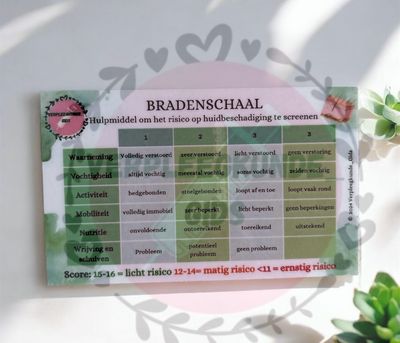 BRADENSCHAAL
Hulpmiddel om het risico op huidbeschadiging te screenen
1 2 3 3
Waarneming Volledig verstoord zeer verstoord licht verstoord geen verstoring
Vochtigheid altijd vochtig meestal vochtig soms vochtig zelden vochtig
Activiteit bedgebonden stoelgebonden loopt af en toe loopt vaak rond
Mobiliteit volledig immobiel zeer beperkt licht beperkt geen beperkingen
Nutritie onvoldoende ontoereikend toereikend uitstekend
Wrijving en schuiven Probleem potentieel probleem geen probleem
Score: 15-16 = licht risico 12-14= matig risico <11 = ernstig risico